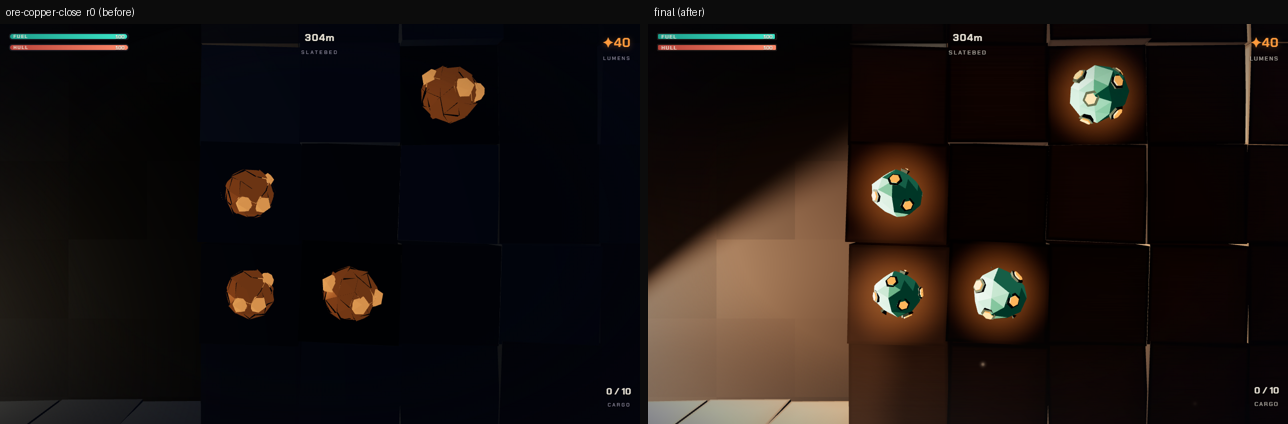 ore-copper-close r0 (before)
FUEL 100
HULL 100
304m
SLATEBED
✦40
LUMENS
0 / 10
CARGO
final (after)
FUEL 100
HULL 100
304m
SLATEBED
✦40
LUMENS
0 / 10
CARGO